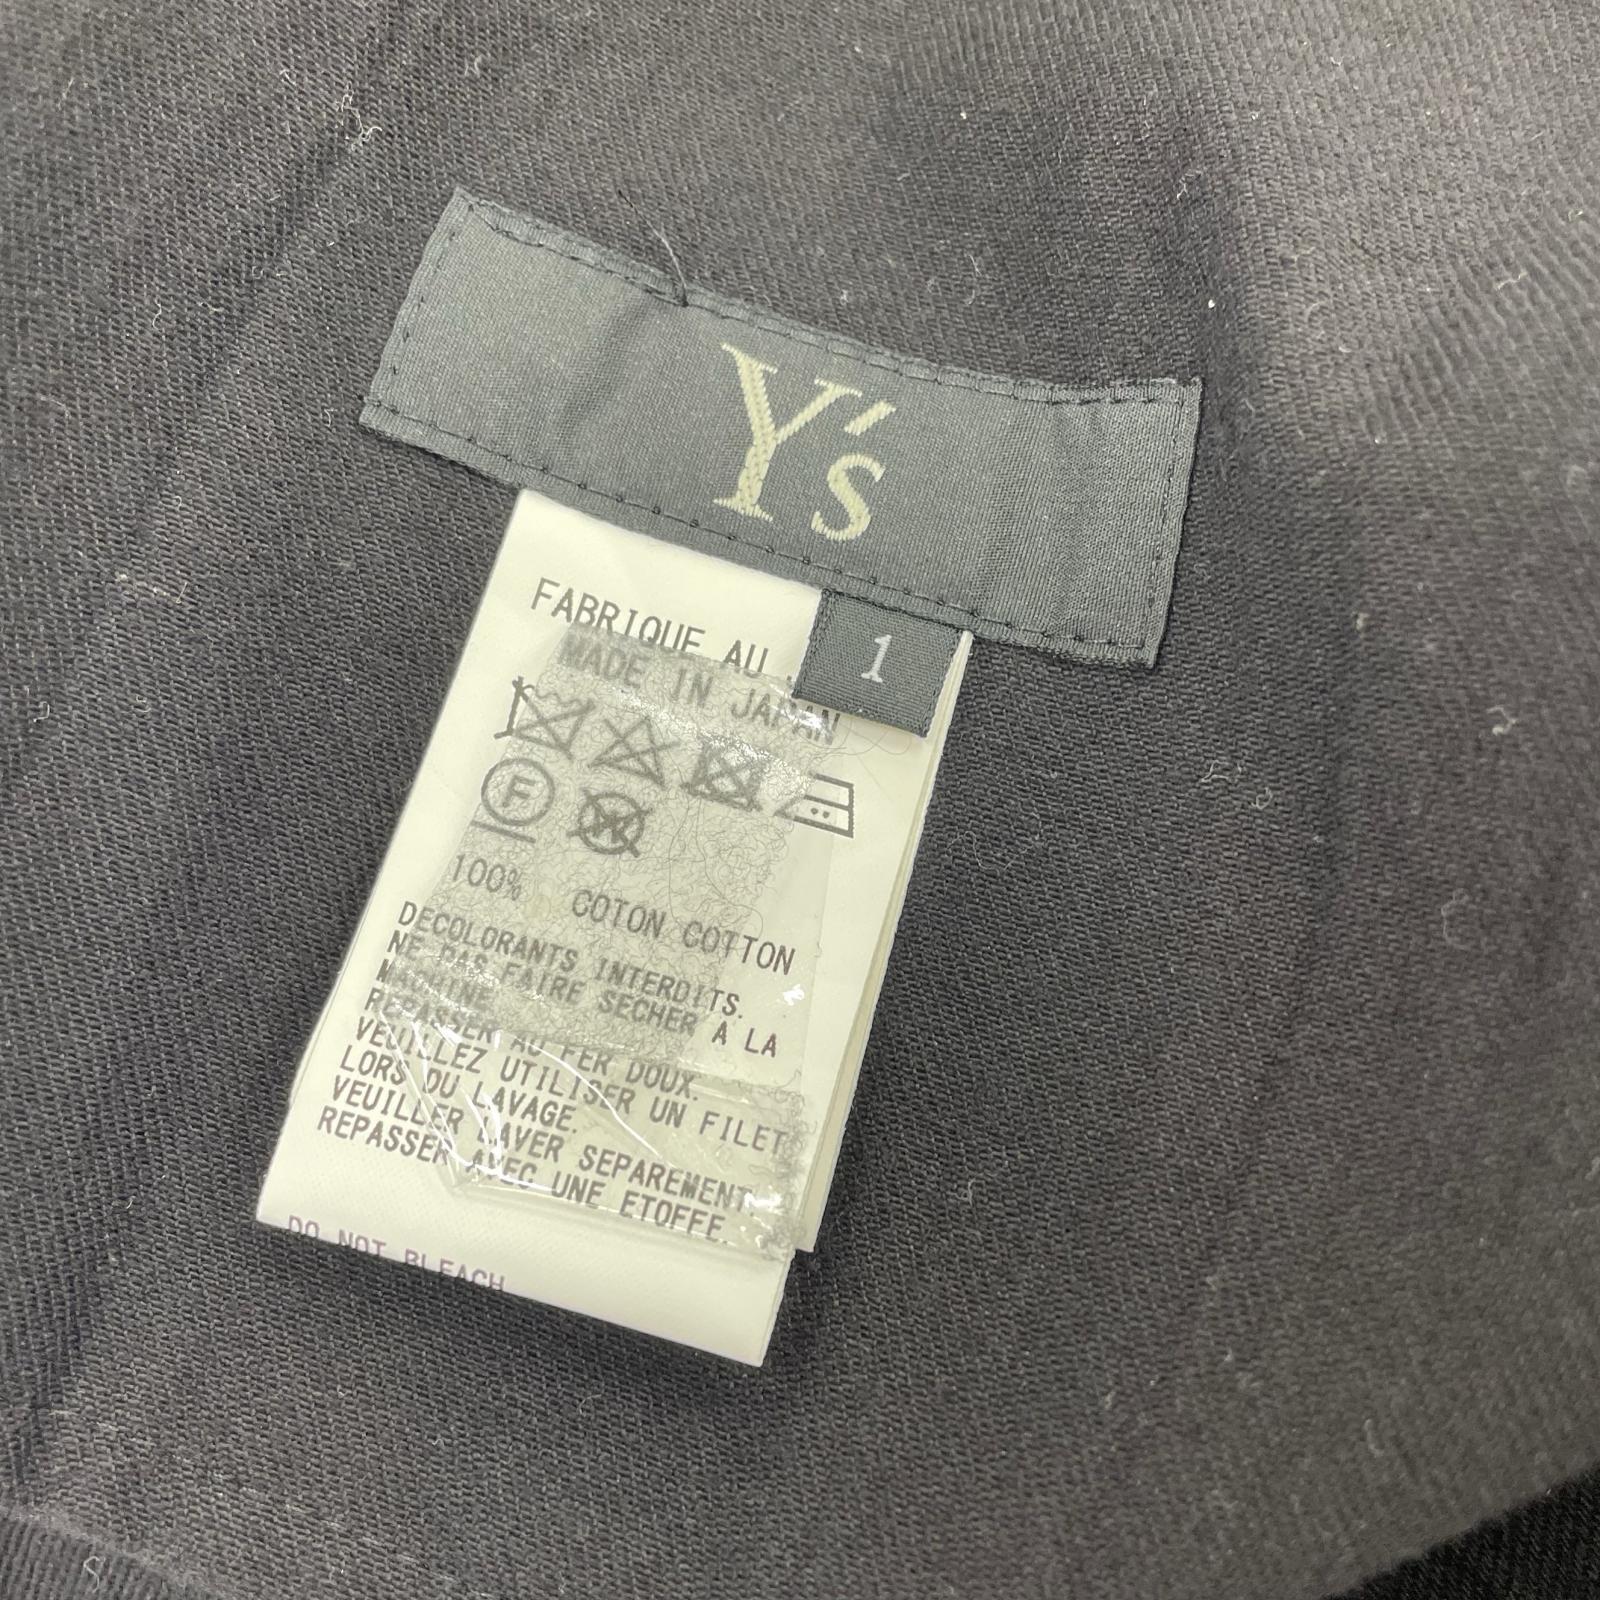 Y's
1
FABRIQUE AU
MADE IN JAPAN
F
W
100% COTON COTTON
DECOLORANTS INTERDITS.
NE PAS FAIRE SECHER A LA
MACHINE
REPASSER AU FER DOUX.
VEUILLEZ UTILISER UN FILET
LORS DU LAVAGE.
VEUILLER LAVER SEPAREMENT.
REPASSER AVEC UNE ETOFFE.
DO NOT BLEACH